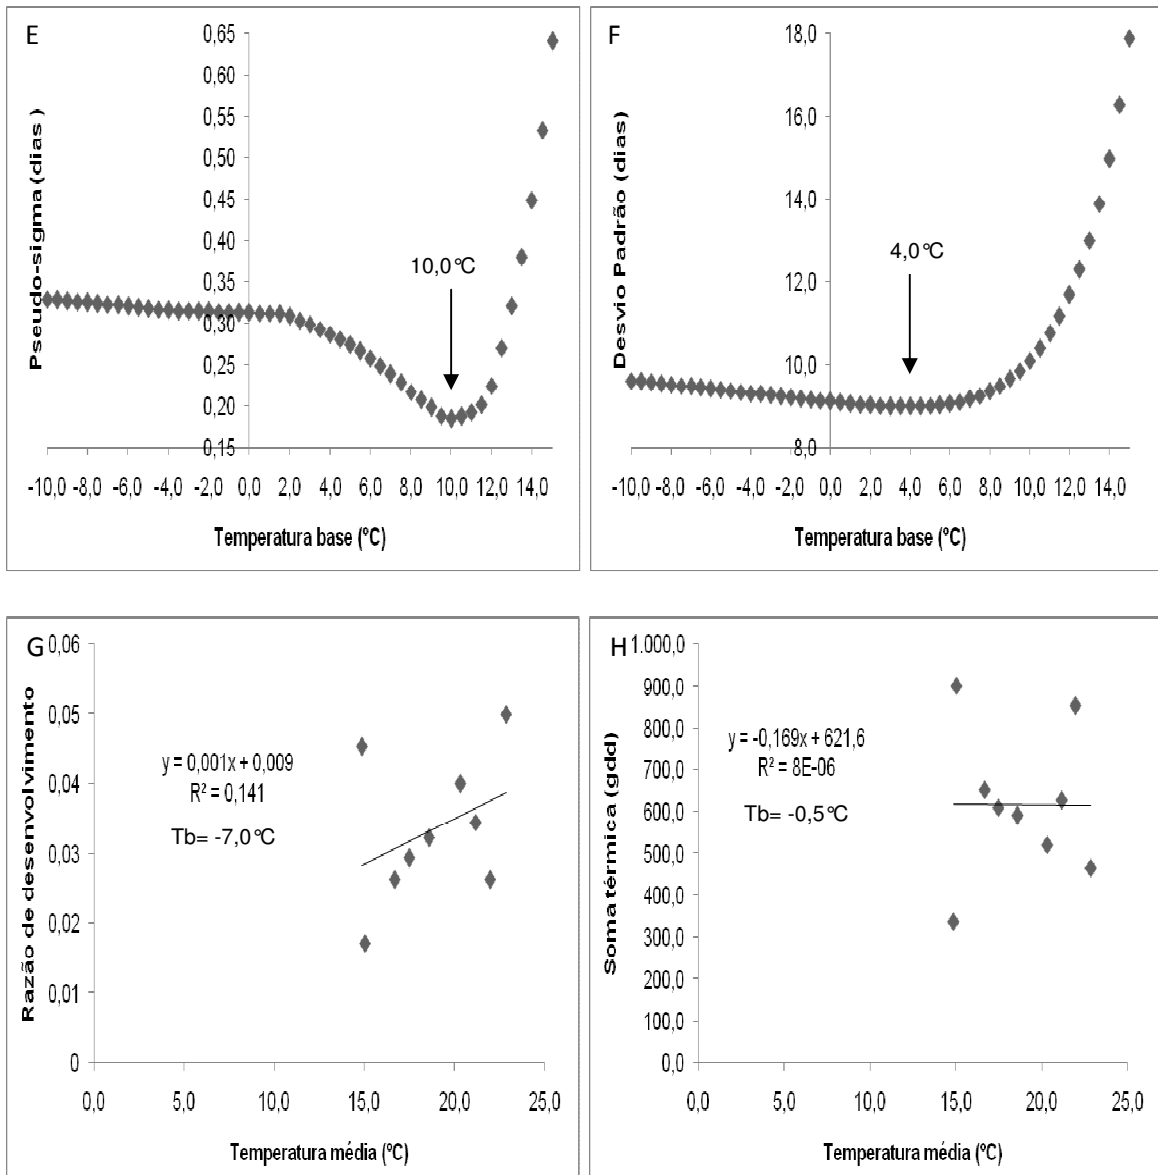 E
Pseudo-sigma (dias )
0,65
0,60
0,55
0,50
0,45
0,40
0,35
0,30
0,25
0,20
0,15
10,0°C
-10,0 -8,0 -6,0 -4,0 -2,0 0,0 2,0 4,0 6,0 8,0 10,0 12,0 14,0
Temperatura base (°C)
F
Desvio Padrão (dias)
18,0
16,0
14,0
12,0
10,0
8,0
4,0°C
-10,0 -8,0 -6,0 -4,0 -2,0 0,0 2,0 4,0 6,0 8,0 10,0 12,0 14,0
Temperatura base (°C)
G
Razão de desenvolvimento
0,06
0,05
0,04
0,03
0,02
0,01
0
y = 0,001x + 0,009
R² = 0,141
Tb= -7,0°C
0,0 5,0 10,0 15,0 20,0 25,0
Temperatura média (°C)
H
Soma térmica (gdd)
1.000,0
900,0
800,0
700,0
600,0
500,0
400,0
300,0
200,0
100,0
0,0
y = -0,169x + 621,6
R² = 8E-06
Tb= -0,5°C
0,0 5,0 10,0 15,0 20,0 25,0
Temperatura média (°C)